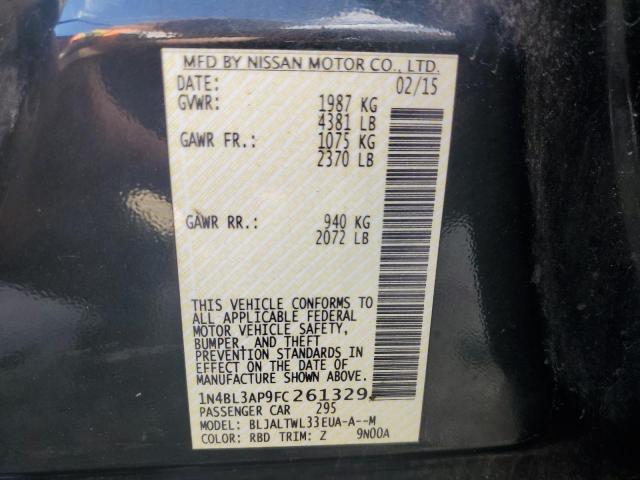 MFD BY NISSAN MOTOR CO., LTD.
DATE: 02/15
GVWR: 1987 KG
4381 LB
GAWR FR.: 1075 KG
2370 LB
GAWR RR.: 940 KG
2072 LB
THIS VEHICLE CONFORMS TO
ALL APPLICABLE FEDERAL
MOTOR VEHICLE SAFETY,
BUMPER, AND THEFT
PREVENTION STANDARDS IN
EFFECT ON THE DATE OF
MANUFACTURE SHOWN ABOVE.
1N4BL3AP9FC261329
PASSENGER CAR 295
MODEL: BLJALTWL33EUA-A--M
COLOR: RBD TRIM: Z 9N00A